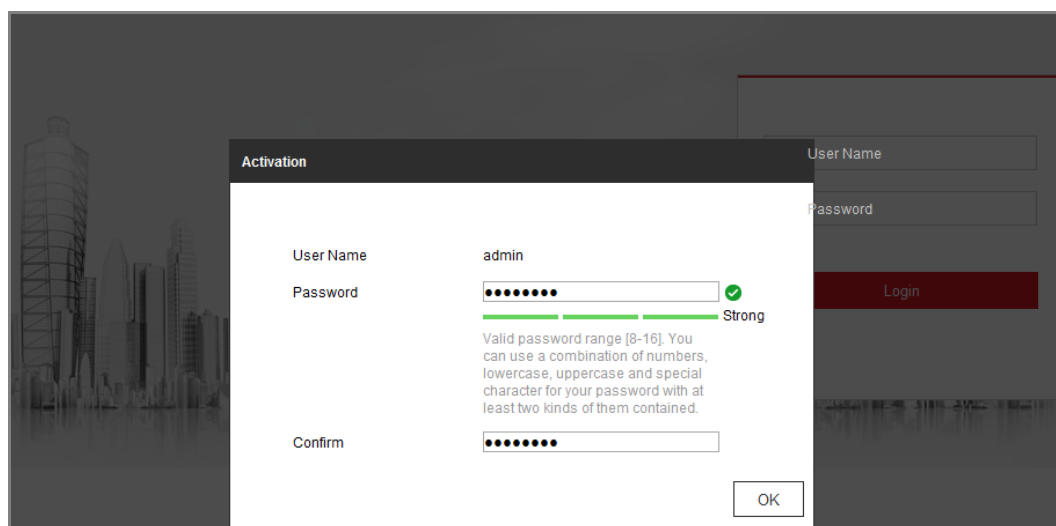 Activation
User Name
Password
Login
User Name admin
Password ●●●●●●●●
Strong
Valid password range [8-16]. You
can use a combination of numbers,
lowercase, uppercase and special
character for your password with at
least two kinds of them contained.
Confirm ●●●●●●●●
OK